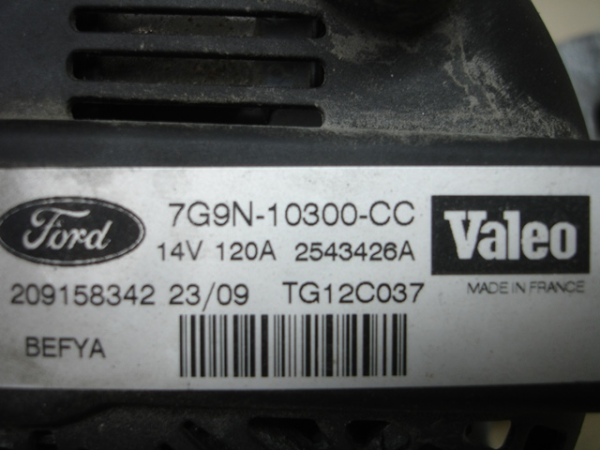 Ford
7G9N-10300-CC
14V 120A 2543426A
Valeo
209158342 23/09 TG12C037
MADE IN FRANCE
BEFYA